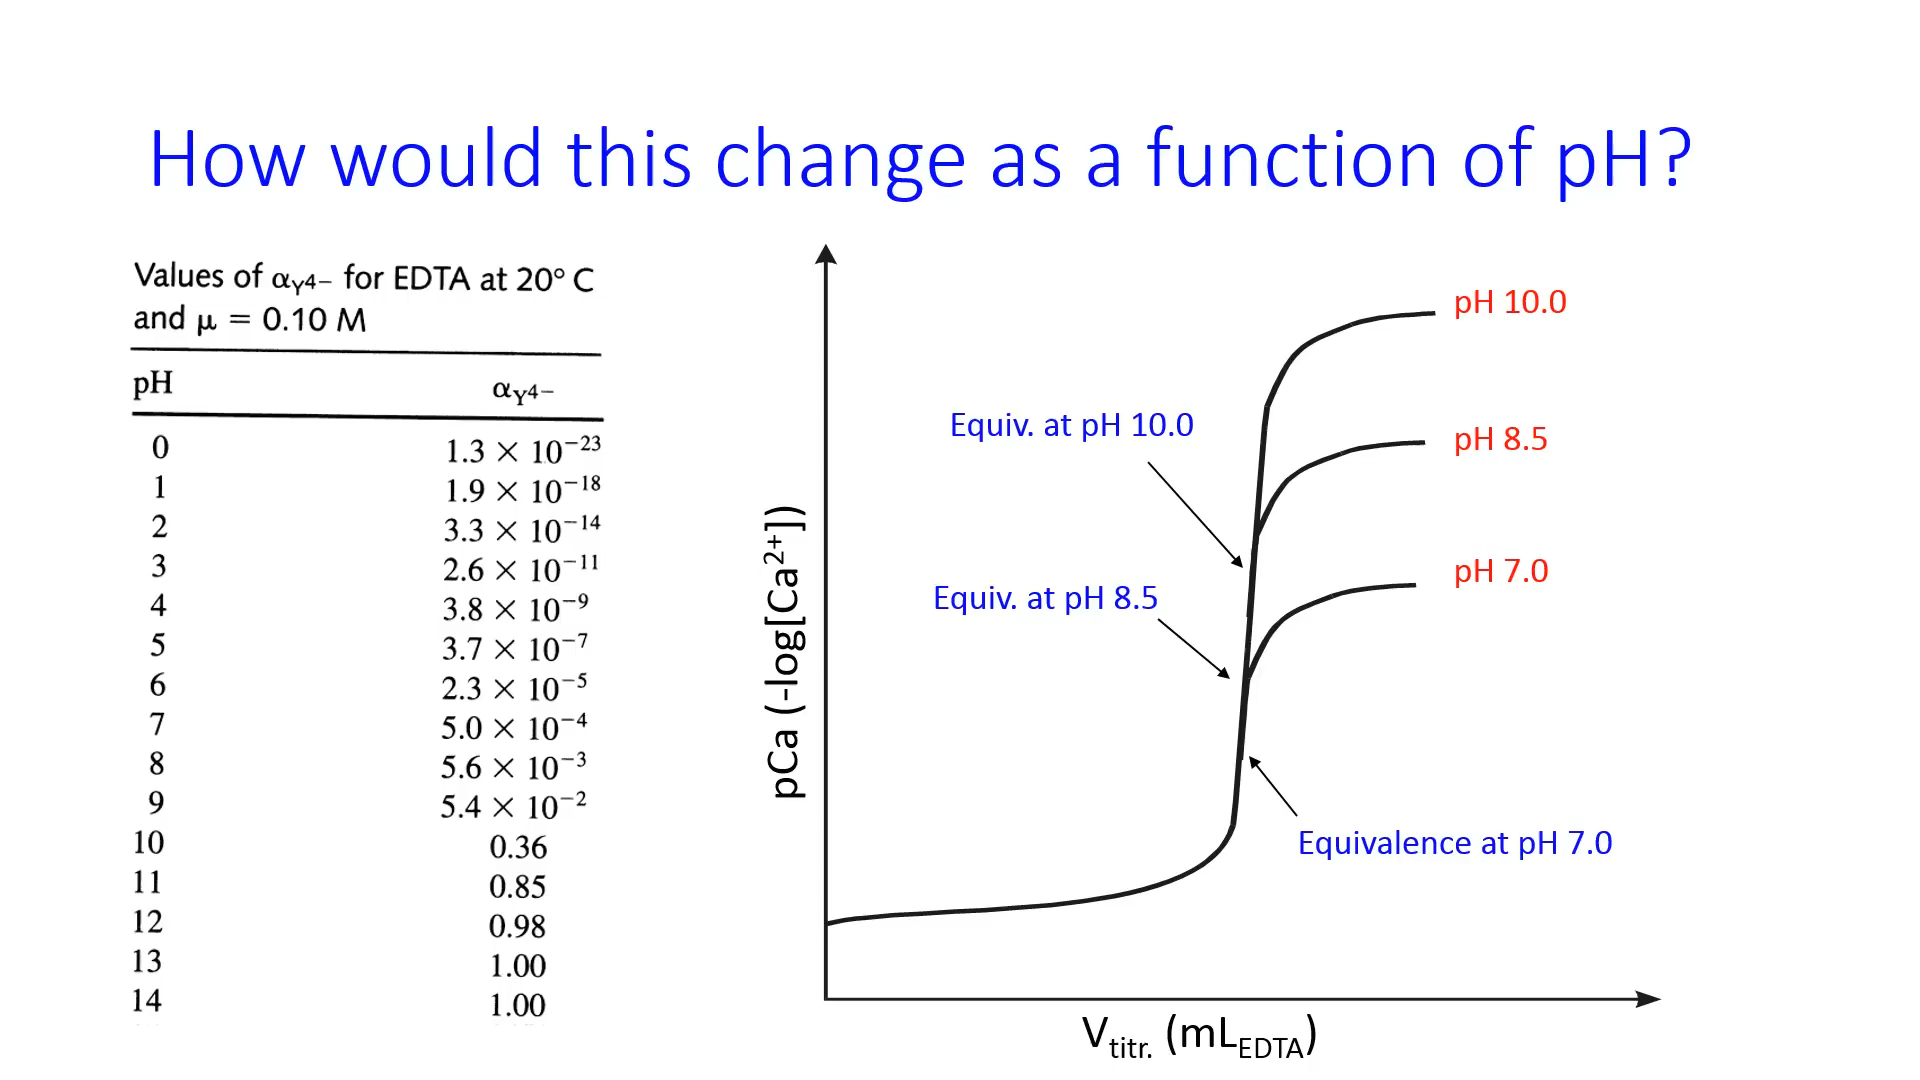 How would this change as a function of pH?
Values of αY4− for EDTA at 20° C
and μ = 0.10 M
pH αY4−
0 1.3 × 10−23
1 1.9 × 10−18
2 3.3 × 10−14
3 2.6 × 10−11
4 3.8 × 10−9
5 3.7 × 10−7
6 2.3 × 10−5
7 5.0 × 10−4
8 5.6 × 10−3
9 5.4 × 10−2
10 0.36
11 0.85
12 0.98
13 1.00
14 1.00
pCa (-log[Ca2+])
pH 10.0
Equiv. at pH 10.0
pH 8.5
pH 7.0
Equiv. at pH 8.5
Equivalence at pH 7.0
Vtitr. (mLEDTA)